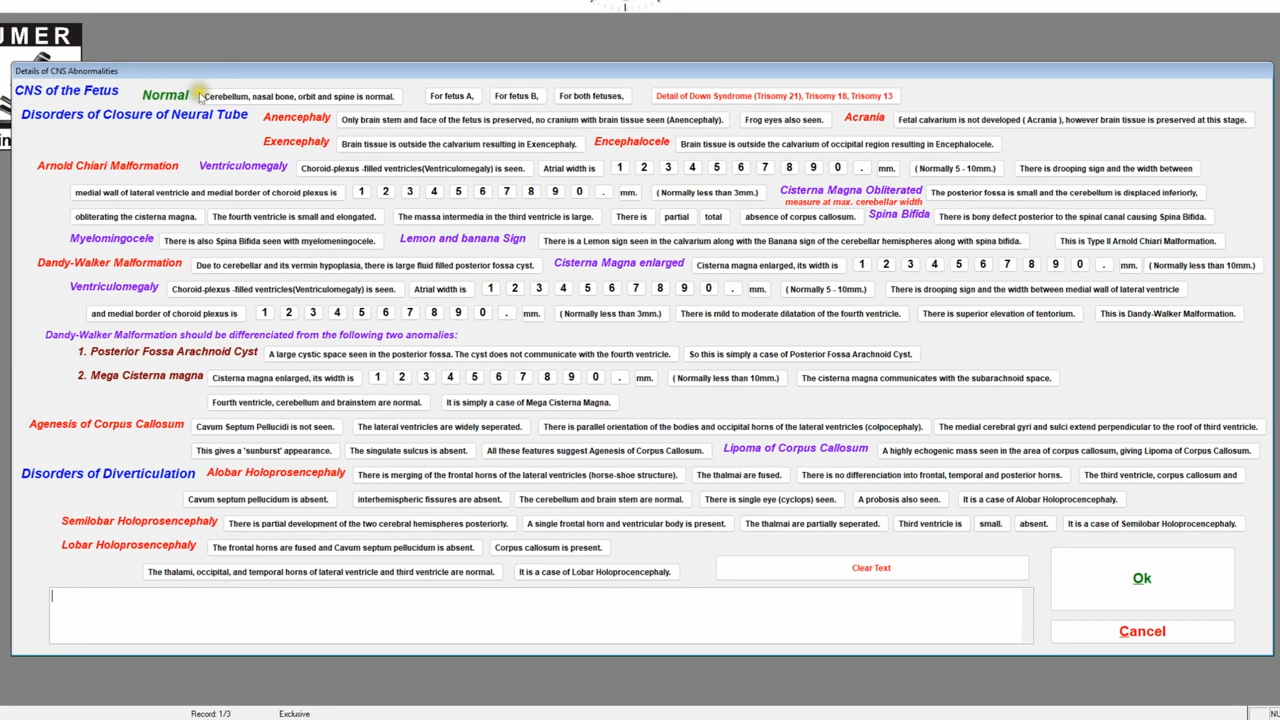 UMER
Details of CNS Abnormalities
CNS of the Fetus Normal Cerebellum, nasal bone, orbit and spine is normal. For fetus A, For fetus B, For both fetuses, Detail of Down Syndrome (Trisomy 21), Trisomy 18, Trisomy 13
Disorders of Closure of Neural Tube Anencephaly Only brain stem and face of the fetus is preserved, no cranium with brain tissue seen (Anencephaly). Frog eyes also seen. Acrania Fetal calvarium is not developed ( Acrania ), however brain tissue is preserved at this stage.
Exencephaly Brain tissue is outside the calvarium resulting in Exencephaly. Encephalocele Brain tissue is outside the calvarium of occipital region resulting in Encephalocele.
Arnold Chiari Malformation Ventriculomegaly Choroid-plexus -filled ventricles(Ventriculomegaly) is seen. Atrial width is 1 2 3 4 5 6 7 8 9 0 . mm. ( Normally 5 - 10mm.) There is drooping sign and the width between
medial wall of lateral ventricle and medial border of choroid plexus is 1 2 3 4 5 6 7 8 9 0 . mm. ( Normally less than 3mm.) Cisterna Magna Obliterated The posterior fossa is small and the cerebellum is displaced inferiorly,
measure at max. cerebellar width
obliterating the cisterna magna. The fourth ventricle is small and elongated. The massa intermedia in the third ventricle is large. There is partial total absence of corpus callosum. Spina Bifida There is bony defect posterior to the spinal canal causing Spina Bifida.
Myelomingocele There is also Spina Bifida seen with myelomeningocele. Lemon and banana Sign There is a Lemon sign seen in the calvarium along with the Banana sign of the cerebellar hemispheres along with spina bifida. This is Type II Arnold Chiari Malformation.
Dandy-Walker Malformation Due to cerebellar and its vermin hypoplasia, there is large fluid filled posterior fossa cyst. Cisterna Magna enlarged Cisterna magna enlarged, its width is 1 2 3 4 5 6 7 8 9 0 . mm. ( Normally less than 10mm.)
Ventriculomegaly Choroid-plexus -filled ventricles(Ventriculomegaly) is seen. Atrial width is 1 2 3 4 5 6 7 8 9 0 . mm. ( Normally 5 - 10mm.) There is drooping sign and the width between medial wall of lateral ventricle
and medial border of choroid plexus is 1 2 3 4 5 6 7 8 9 0 . mm. ( Normally less than 3mm.) There is mild to moderate dilatation of the fourth ventricle. There is superior elevation of tentorium. This is Dandy-Walker Malformation.
Dandy-Walker Malformation should be differenciated from the following two anomalies:
1. Posterior Fossa Arachnoid Cyst A large cystic space seen in the posterior fossa. The cyst does not communicate with the fourth ventricle. So this is simply a case of Posterior Fossa Arachnoid Cyst.
2. Mega Cisterna magna Cisterna magna enlarged, its width is 1 2 3 4 5 6 7 8 9 0 . mm. ( Normally less than 10mm.) The cisterna magna communicates with the subarachnoid space.
Fourth ventricle, cerebellum and brainstem are normal. It is simply a case of Mega Cisterna Magna.
Agenesis of Corpus Callosum Cavum Septum Pellucidi is not seen. The lateral ventricles are widely seperated. There is parallel orientation of the bodies and occipital horns of the lateral ventricles (colpocephaly). The medial cerebral gyri and sulci extend perpendicular to the roof of third ventricle.
This gives a 'sunburst' appearance. The singulate sulcus is absent. All these features suggest Agenesis of Corpus Callosum. Lipoma of Corpus Callosum A highly echogenic mass seen in the area of corpus callosum, giving Lipoma of Corpus Callosum.
Disorders of Diverticulation Alobar Holoprosencephaly There is merging of the frontal horns of the lateral ventricles (horse-shoe structure). The thalmai are fused. There is no differenciation into frontal, temporal and posterior horns. The third ventricle, corpus callosum and
Cavum septum pellucidum is absent. interhemispheric fissures are absent. The cerebellum and brain stem are normal. There is single eye (cyclops) seen. A probosis also seen. It is a case of Alobar Holoprocencephaly.
Semilobar Holoprosencephaly There is partial development of the two cerebral hemispheres posteriorly. A single frontal horn and ventricular body is present. The thalmai are partially seperated. Third ventricle is small. absent. It is a case of Semilobar Holoprocencephaly.
Lobar Holoprosencephaly The frontal horns are fused and Cavum septum pellucidum is absent. Corpus callosum is present.
The thalami, occipital, and temporal horns of lateral ventricle and third ventricle are normal. It is a case of Lobar Holoprocencephaly. Clear Text
Ok
Cancel
Record: 1/3 Exclusive